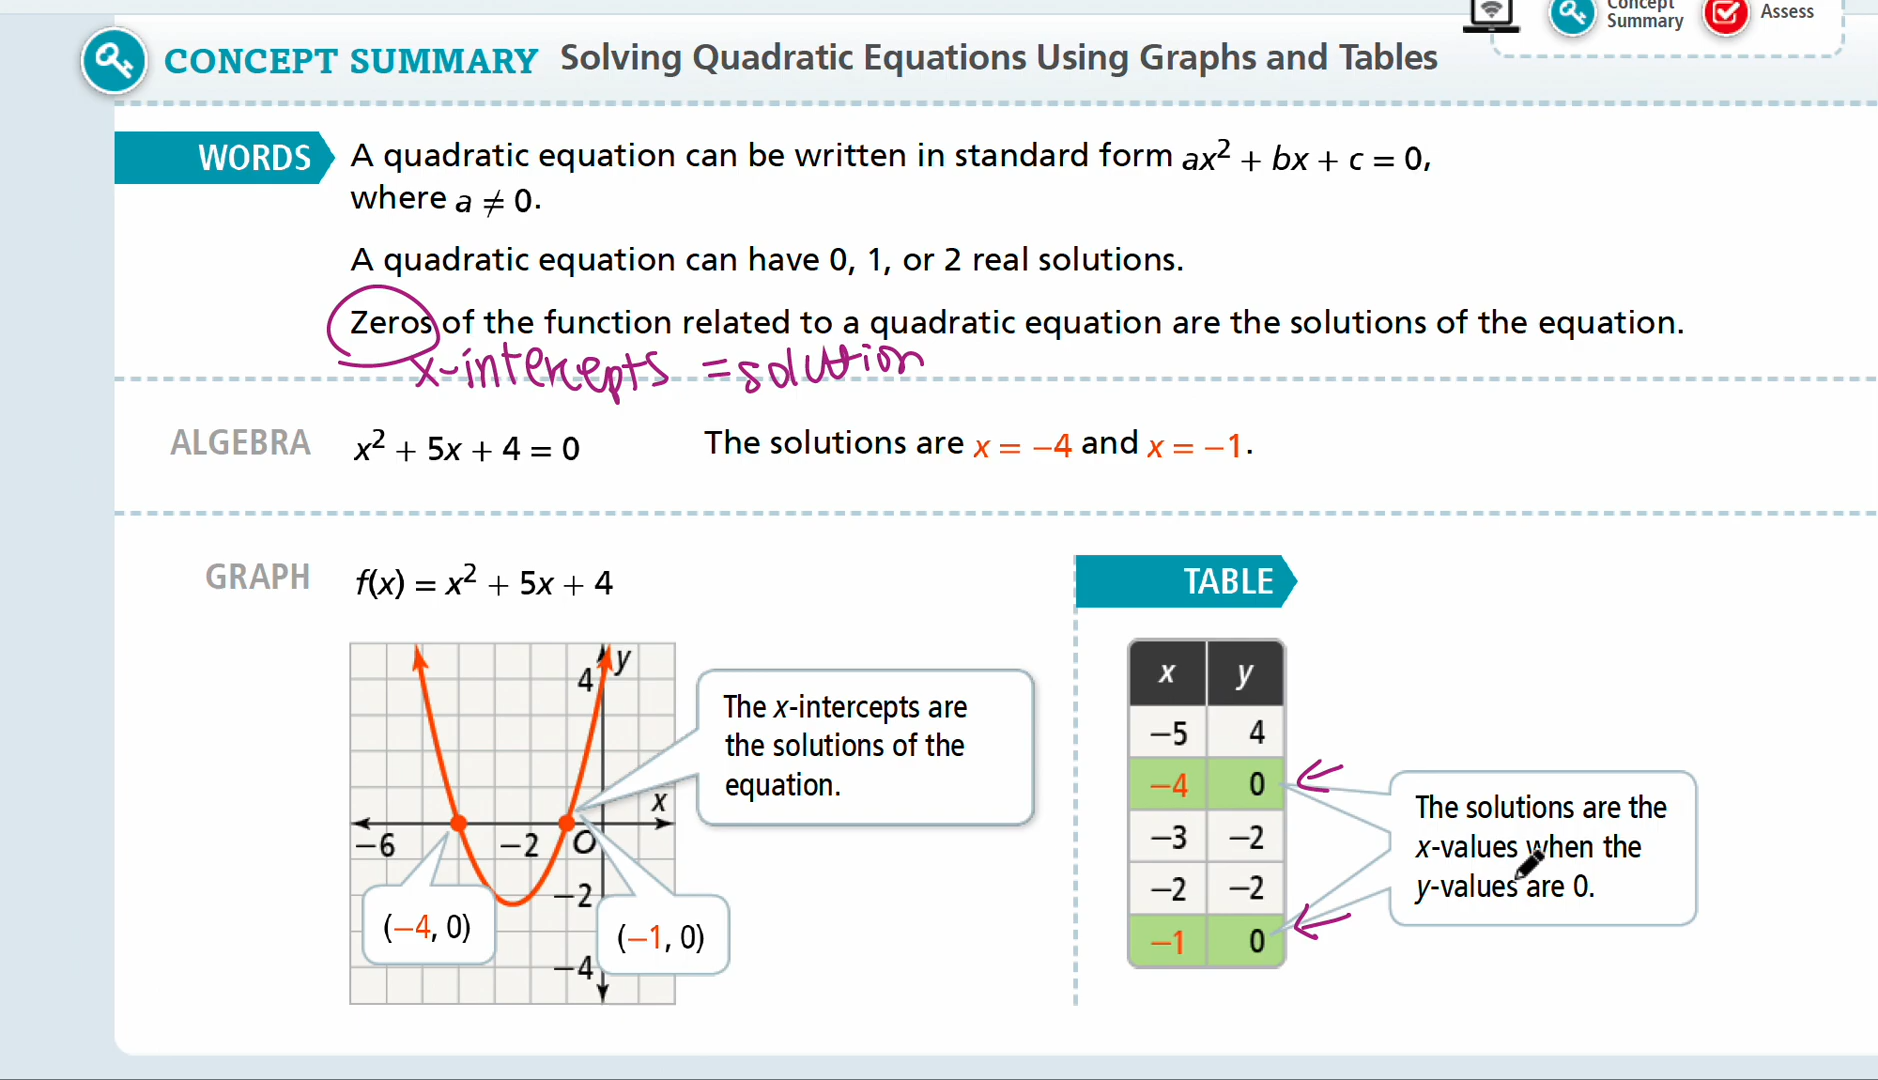 Concept
Summary
Assess
CONCEPT SUMMARY Solving Quadratic Equations Using Graphs and Tables
WORDS
A quadratic equation can be written in standard form ax² + bx + c = 0,
where a ≠ 0.
A quadratic equation can have 0, 1, or 2 real solutions.
Zeros of the function related to a quadratic equation are the solutions of the equation.
x-intercepts = solution
ALGEBRA
x² + 5x + 4 = 0
The solutions are x = −4 and x = −1.
GRAPH
f(x) = x² + 5x + 4
4
y
x
−6
−2
O
−2
−4
(−4, 0)
(−1, 0)
The x-intercepts are
the solutions of the
equation.
TABLE
x y
−5 4
−4 0
−3 −2
−2 −2
−1 0
The solutions are the
x-values when the
y-values are 0.